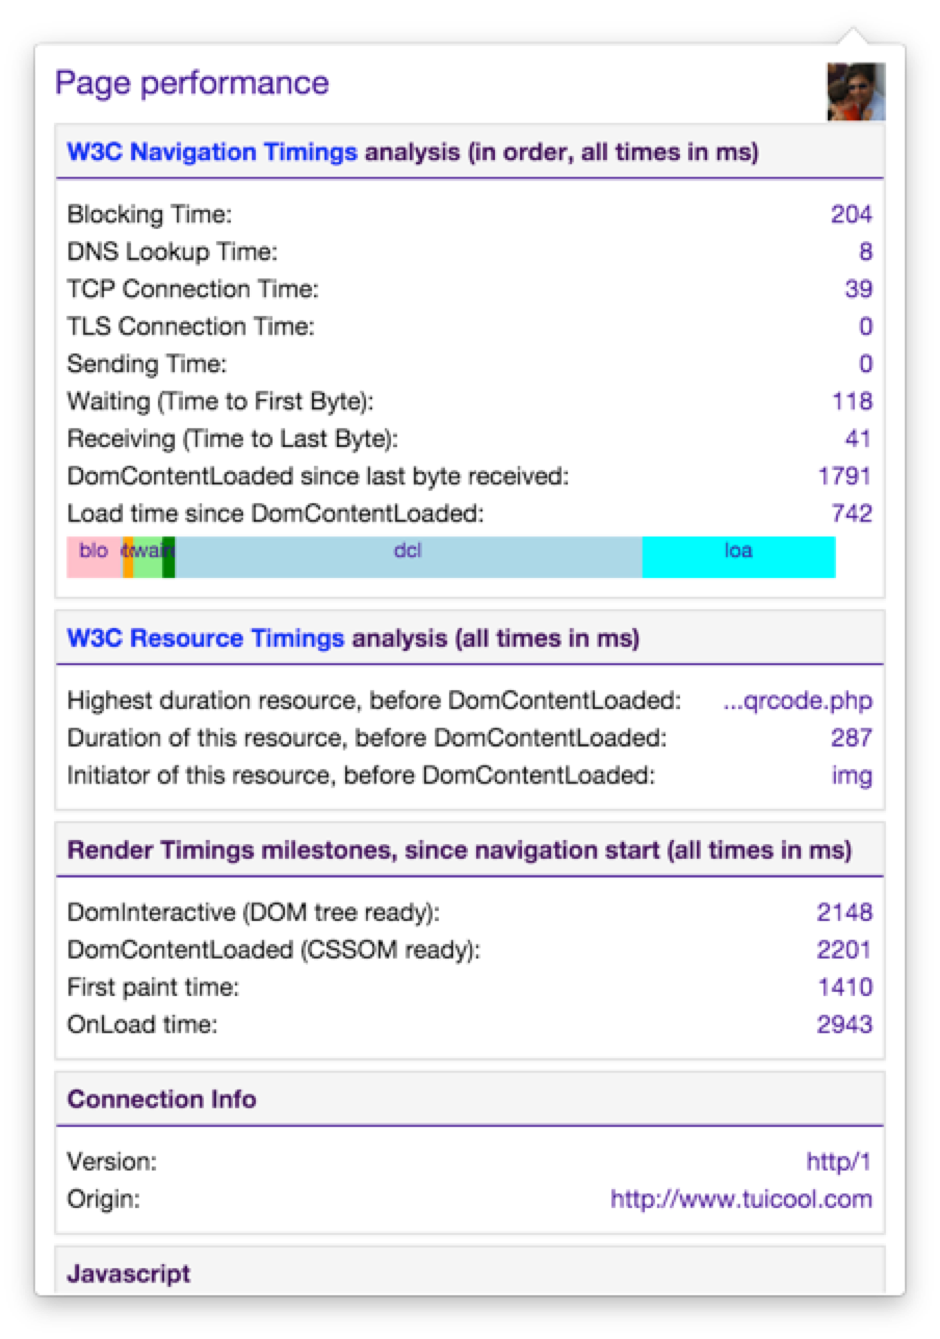 Page performance
W3C Navigation Timings analysis (in order, all times in ms)
Blocking Time: 204
DNS Lookup Time: 8
TCP Connection Time: 39
TLS Connection Time: 0
Sending Time: 0
Waiting (Time to First Byte): 118
Receiving (Time to Last Byte): 41
DomContentLoaded since last byte received: 1791
Load time since DomContentLoaded: 742
blo wai dcl loa
W3C Resource Timings analysis (all times in ms)
Highest duration resource, before DomContentLoaded: ...qrcode.php
Duration of this resource, before DomContentLoaded: 287
Initiator of this resource, before DomContentLoaded: img
Render Timings milestones, since navigation start (all times in ms)
DomInteractive (DOM tree ready): 2148
DomContentLoaded (CSSOM ready): 2201
First paint time: 1410
OnLoad time: 2943
Connection Info
Version: http/1
Origin: http://www.tuicool.com
Javascript